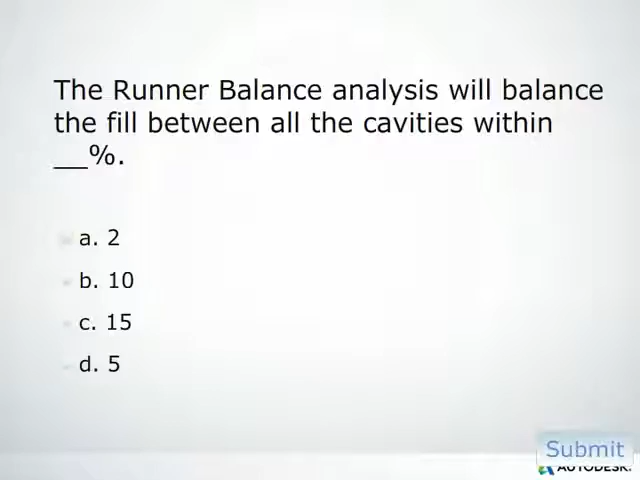 The Runner Balance analysis will balance
the fill between all the cavities within
__%.
a. 2
b. 10
c. 15
d. 5
Submit
AUTODESK